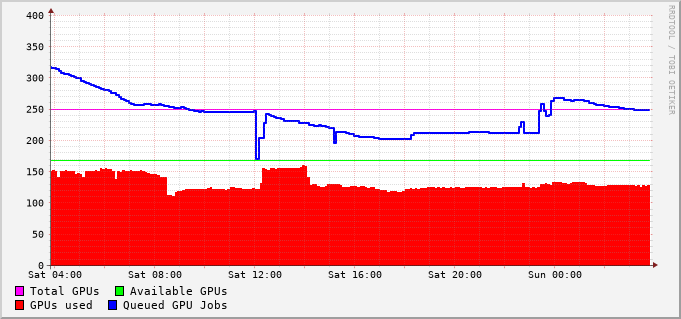 400
350
300
250
200
150
100
50
0
Sat 04:00 Sat 08:00 Sat 12:00 Sat 16:00 Sat 20:00 Sun 00:00
Total GPUs Available GPUs
GPUs used Queued GPU Jobs
RRDTOOL / TOBI OETIKER